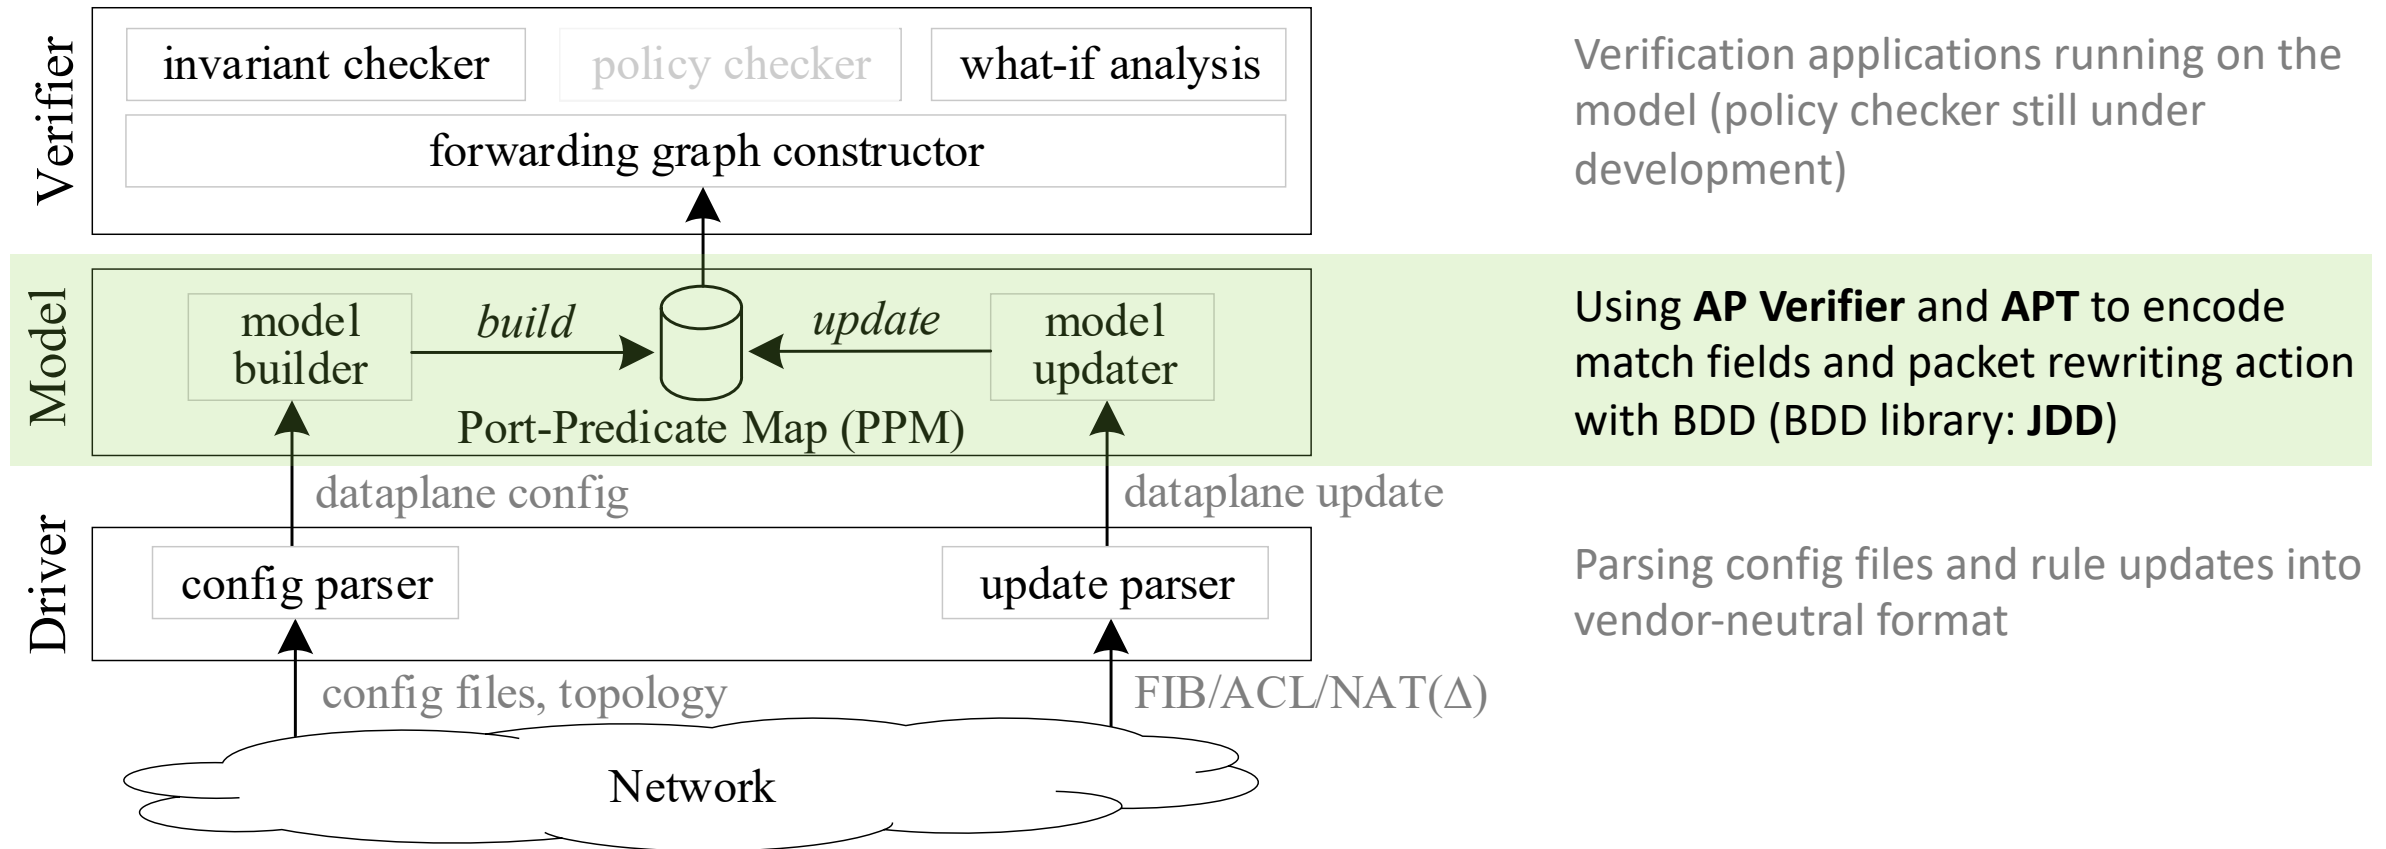 Verifier
invariant checker
policy checker
what-if analysis
forwarding graph constructor
Verification applications running on the
model (policy checker still under
development)
Model
model
builder
build
update
model
updater
Port-Predicate Map (PPM)
Using AP Verifier and APT to encode
match fields and packet rewriting action
with BDD (BDD library: JDD)
dataplane config
dataplane update
Driver
config parser
update parser
Parsing config files and rule updates into
vendor-neutral format
config files, topology
FIB/ACL/NAT(Δ)
Network